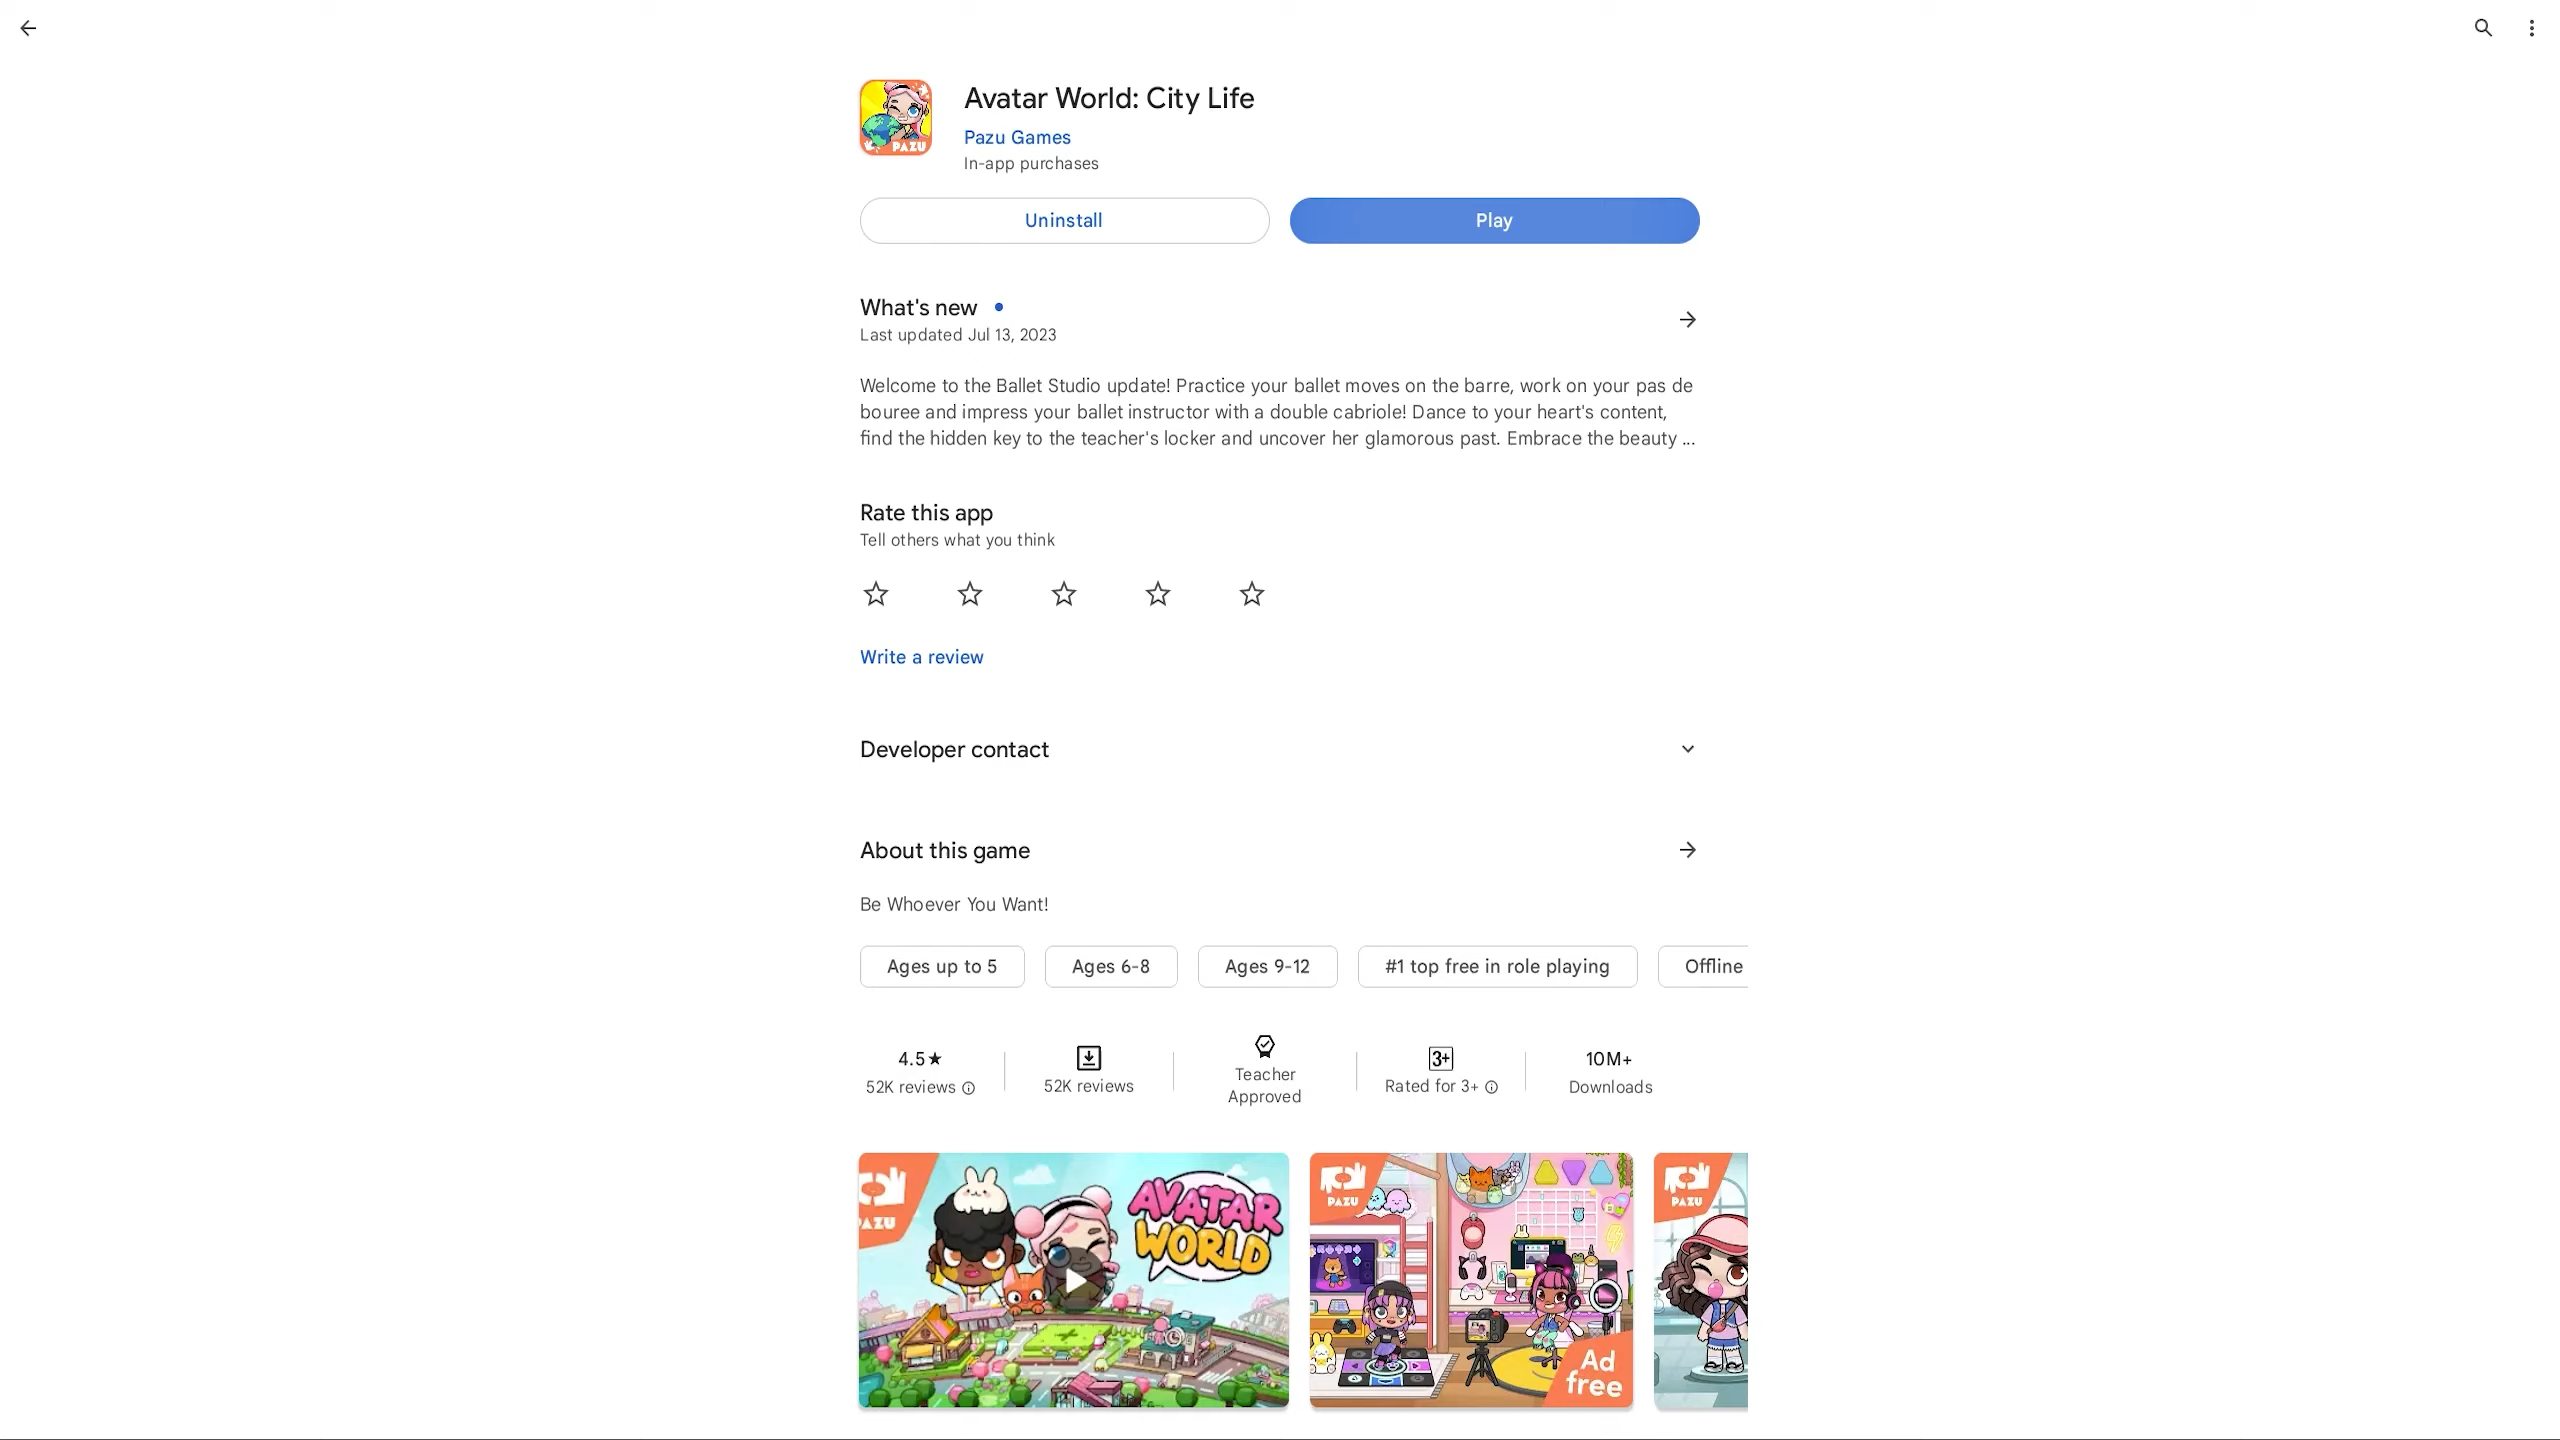 Avatar World: City Life
Pazu Games
In-app purchases
PAZU
Uninstall
Play
What's new
Last updated Jul 13, 2023
Welcome to the Ballet Studio update! Practice your ballet moves on the barre, work on your pas de
bouree and impress your ballet instructor with a double cabriole! Dance to your heart's content,
find the hidden key to the teacher's locker and uncover her glamorous past. Embrace the beauty ...
Rate this app
Tell others what you think
Write a review
Developer contact
About this game
Be Whoever You Want!
Ages up to 5
Ages 6-8
Ages 9-12
#1 top free in role playing
Offline
4.5★
52K reviews
52K reviews
Teacher
Approved
3+
Rated for 3+
10M+
Downloads
AZU
AVATAR
WORLD
PAZU
Ad
free
PAZU